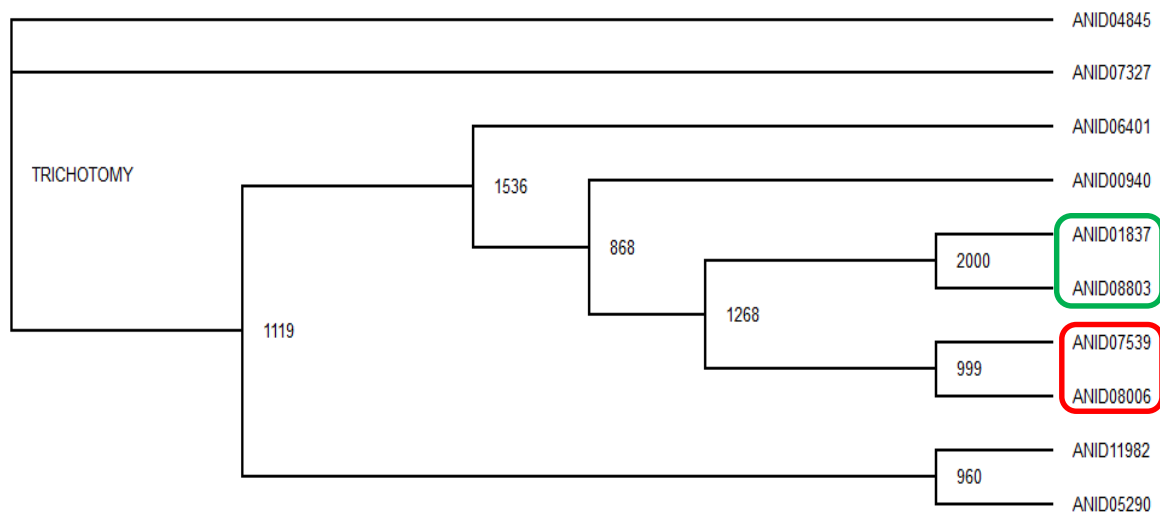 ANID04845
ANID07327
ANID06401
TRICHOTOMY
ANID00940
1536
ANID01837
868
2000
ANID08803
1268
1119
ANID07539
999
ANID08006
ANID11982
960
ANID05290